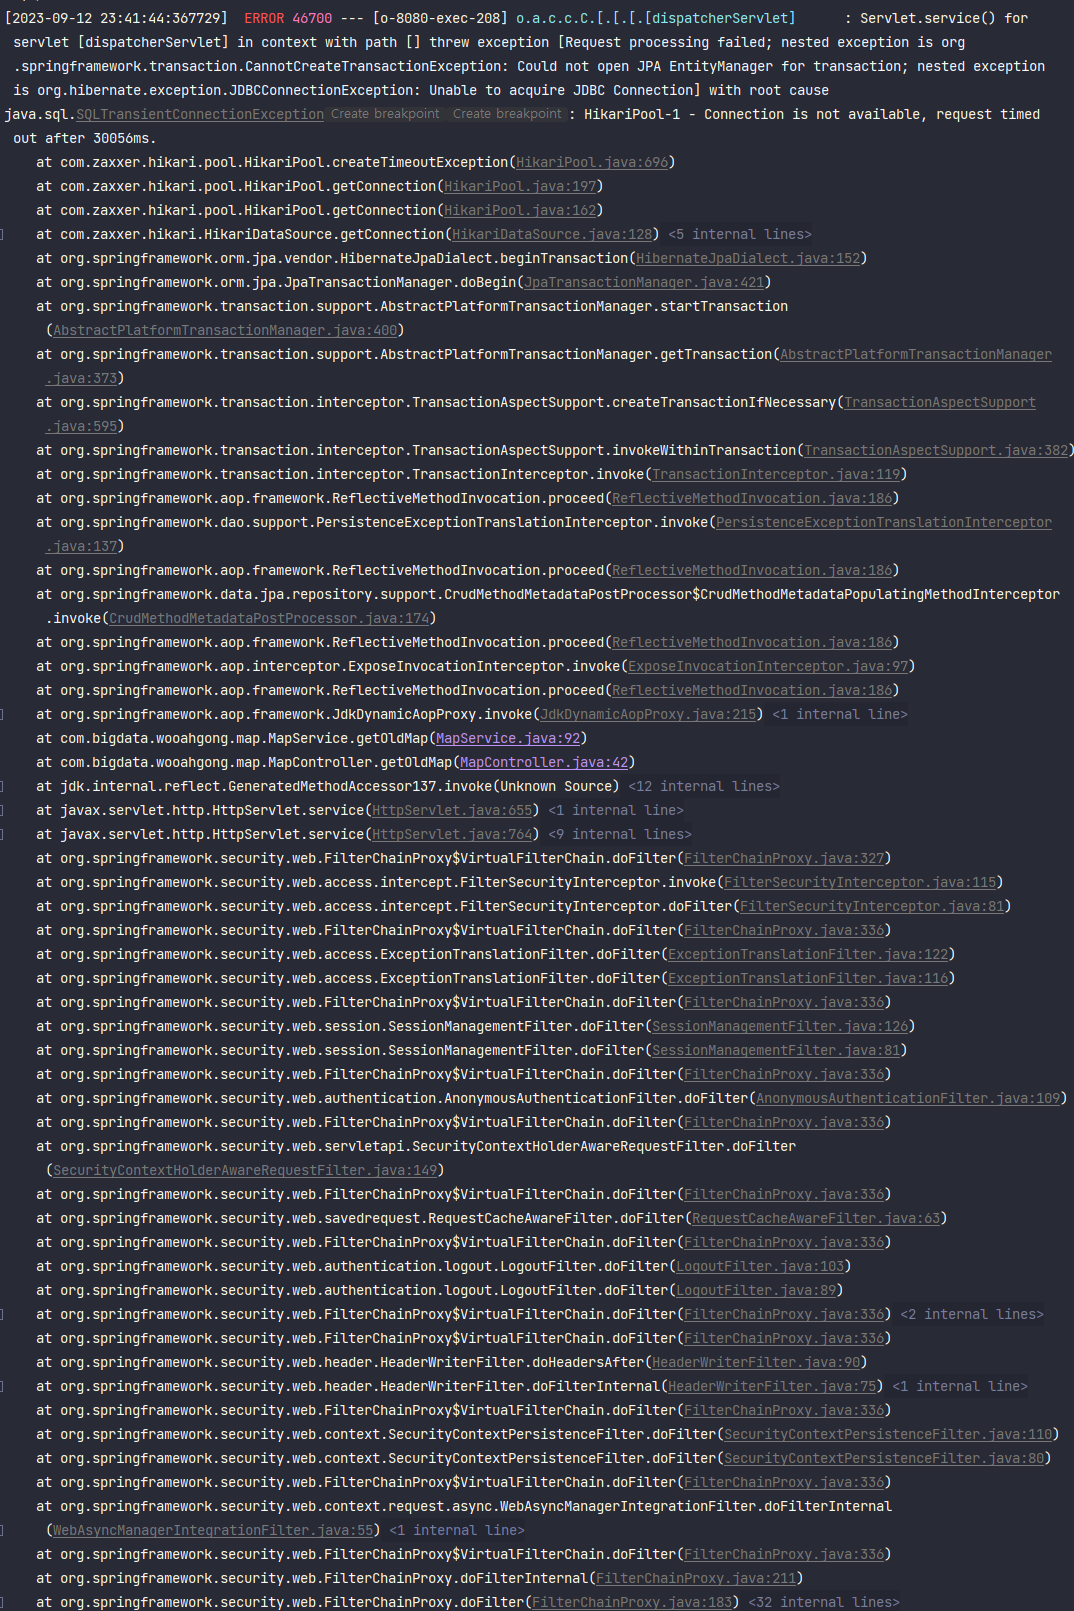 [2023-09-12 23:41:44:367729]  ERROR 46700 --- [o-8080-exec-208] o.a.c.c.C.[.[.[.[dispatcherServlet]      : Servlet.service() for
servlet [dispatcherServlet] in context with path [] threw exception [Request processing failed; nested exception is org
.springframework.transaction.CannotCreateTransactionException: Could not open JPA EntityManager for transaction; nested exception
is org.hibernate.exception.JDBCConnectionException: Unable to acquire JDBC Connection] with root cause
java.sql.SQLTransientConnectionException Create breakpoint Create breakpoint : HikariPool-1 - Connection is not available, request timed
out after 30056ms.
at com.zaxxer.hikari.pool.HikariPool.createTimeoutException(HikariPool.java:696)
at com.zaxxer.hikari.pool.HikariPool.getConnection(HikariPool.java:197)
at com.zaxxer.hikari.pool.HikariPool.getConnection(HikariPool.java:162)
at com.zaxxer.hikari.HikariDataSource.getConnection(HikariDataSource.java:128) <5 internal lines>
at org.springframework.orm.jpa.vendor.HibernateJpaDialect.beginTransaction(HibernateJpaDialect.java:152)
at org.springframework.orm.jpa.JpaTransactionManager.doBegin(JpaTransactionManager.java:421)
at org.springframework.transaction.support.AbstractPlatformTransactionManager.startTransaction
(AbstractPlatformTransactionManager.java:400)
at org.springframework.transaction.support.AbstractPlatformTransactionManager.getTransaction(AbstractPlatformTransactionManager
.java:373)
at org.springframework.transaction.interceptor.TransactionAspectSupport.createTransactionIfNecessary(TransactionAspectSupport
.java:595)
at org.springframework.transaction.interceptor.TransactionAspectSupport.invokeWithinTransaction(TransactionAspectSupport.java:382)
at org.springframework.transaction.interceptor.TransactionInterceptor.invoke(TransactionInterceptor.java:119)
at org.springframework.aop.framework.ReflectiveMethodInvocation.proceed(ReflectiveMethodInvocation.java:186)
at org.springframework.dao.support.PersistenceExceptionTranslationInterceptor.invoke(PersistenceExceptionTranslationInterceptor
.java:137)
at org.springframework.aop.framework.ReflectiveMethodInvocation.proceed(ReflectiveMethodInvocation.java:186)
at org.springframework.data.jpa.repository.support.CrudMethodMetadataPostProcessor$CrudMethodMetadataPopulatingMethodInterceptor
.invoke(CrudMethodMetadataPostProcessor.java:174)
at org.springframework.aop.framework.ReflectiveMethodInvocation.proceed(ReflectiveMethodInvocation.java:186)
at org.springframework.aop.interceptor.ExposeInvocationInterceptor.invoke(ExposeInvocationInterceptor.java:97)
at org.springframework.aop.framework.ReflectiveMethodInvocation.proceed(ReflectiveMethodInvocation.java:186)
at org.springframework.aop.framework.JdkDynamicAopProxy.invoke(JdkDynamicAopProxy.java:215) <1 internal line>
at com.bigdata.wooahgong.map.MapService.getOldMap(MapService.java:92)
at com.bigdata.wooahgong.map.MapController.getOldMap(MapController.java:42)
at jdk.internal.reflect.GeneratedMethodAccessor137.invoke(Unknown Source) <12 internal lines>
at javax.servlet.http.HttpServlet.service(HttpServlet.java:655) <1 internal line>
at javax.servlet.http.HttpServlet.service(HttpServlet.java:764) <9 internal lines>
at org.springframework.security.web.FilterChainProxy$VirtualFilterChain.doFilter(FilterChainProxy.java:327)
at org.springframework.security.web.access.intercept.FilterSecurityInterceptor.invoke(FilterSecurityInterceptor.java:115)
at org.springframework.security.web.access.intercept.FilterSecurityInterceptor.doFilter(FilterSecurityInterceptor.java:81)
at org.springframework.security.web.FilterChainProxy$VirtualFilterChain.doFilter(FilterChainProxy.java:336)
at org.springframework.security.web.access.ExceptionTranslationFilter.doFilter(ExceptionTranslationFilter.java:122)
at org.springframework.security.web.access.ExceptionTranslationFilter.doFilter(ExceptionTranslationFilter.java:116)
at org.springframework.security.web.FilterChainProxy$VirtualFilterChain.doFilter(FilterChainProxy.java:336)
at org.springframework.security.web.session.SessionManagementFilter.doFilter(SessionManagementFilter.java:126)
at org.springframework.security.web.session.SessionManagementFilter.doFilter(SessionManagementFilter.java:81)
at org.springframework.security.web.FilterChainProxy$VirtualFilterChain.doFilter(FilterChainProxy.java:336)
at org.springframework.security.web.authentication.AnonymousAuthenticationFilter.doFilter(AnonymousAuthenticationFilter.java:109)
at org.springframework.security.web.FilterChainProxy$VirtualFilterChain.doFilter(FilterChainProxy.java:336)
at org.springframework.security.web.servletapi.SecurityContextHolderAwareRequestFilter.doFilter
(SecurityContextHolderAwareRequestFilter.java:149)
at org.springframework.security.web.FilterChainProxy$VirtualFilterChain.doFilter(FilterChainProxy.java:336)
at org.springframework.security.web.savedrequest.RequestCacheAwareFilter.doFilter(RequestCacheAwareFilter.java:63)
at org.springframework.security.web.FilterChainProxy$VirtualFilterChain.doFilter(FilterChainProxy.java:336)
at org.springframework.security.web.authentication.logout.LogoutFilter.doFilter(LogoutFilter.java:103)
at org.springframework.security.web.authentication.logout.LogoutFilter.doFilter(LogoutFilter.java:89)
at org.springframework.security.web.FilterChainProxy$VirtualFilterChain.doFilter(FilterChainProxy.java:336) <2 internal lines>
at org.springframework.security.web.FilterChainProxy$VirtualFilterChain.doFilter(FilterChainProxy.java:336)
at org.springframework.security.web.header.HeaderWriterFilter.doHeadersAfter(HeaderWriterFilter.java:90)
at org.springframework.security.web.header.HeaderWriterFilter.doFilterInternal(HeaderWriterFilter.java:75) <1 internal line>
at org.springframework.security.web.FilterChainProxy$VirtualFilterChain.doFilter(FilterChainProxy.java:336)
at org.springframework.security.web.context.SecurityContextPersistenceFilter.doFilter(SecurityContextPersistenceFilter.java:110)
at org.springframework.security.web.context.SecurityContextPersistenceFilter.doFilter(SecurityContextPersistenceFilter.java:80)
at org.springframework.security.web.FilterChainProxy$VirtualFilterChain.doFilter(FilterChainProxy.java:336)
at org.springframework.security.web.context.request.async.WebAsyncManagerIntegrationFilter.doFilterInternal
(WebAsyncManagerIntegrationFilter.java:55) <1 internal line>
at org.springframework.security.web.FilterChainProxy$VirtualFilterChain.doFilter(FilterChainProxy.java:336)
at org.springframework.security.web.FilterChainProxy.doFilterInternal(FilterChainProxy.java:211)
at org.springframework.security.web.FilterChainProxy.doFilter(FilterChainProxy.java:183) <32 internal lines>